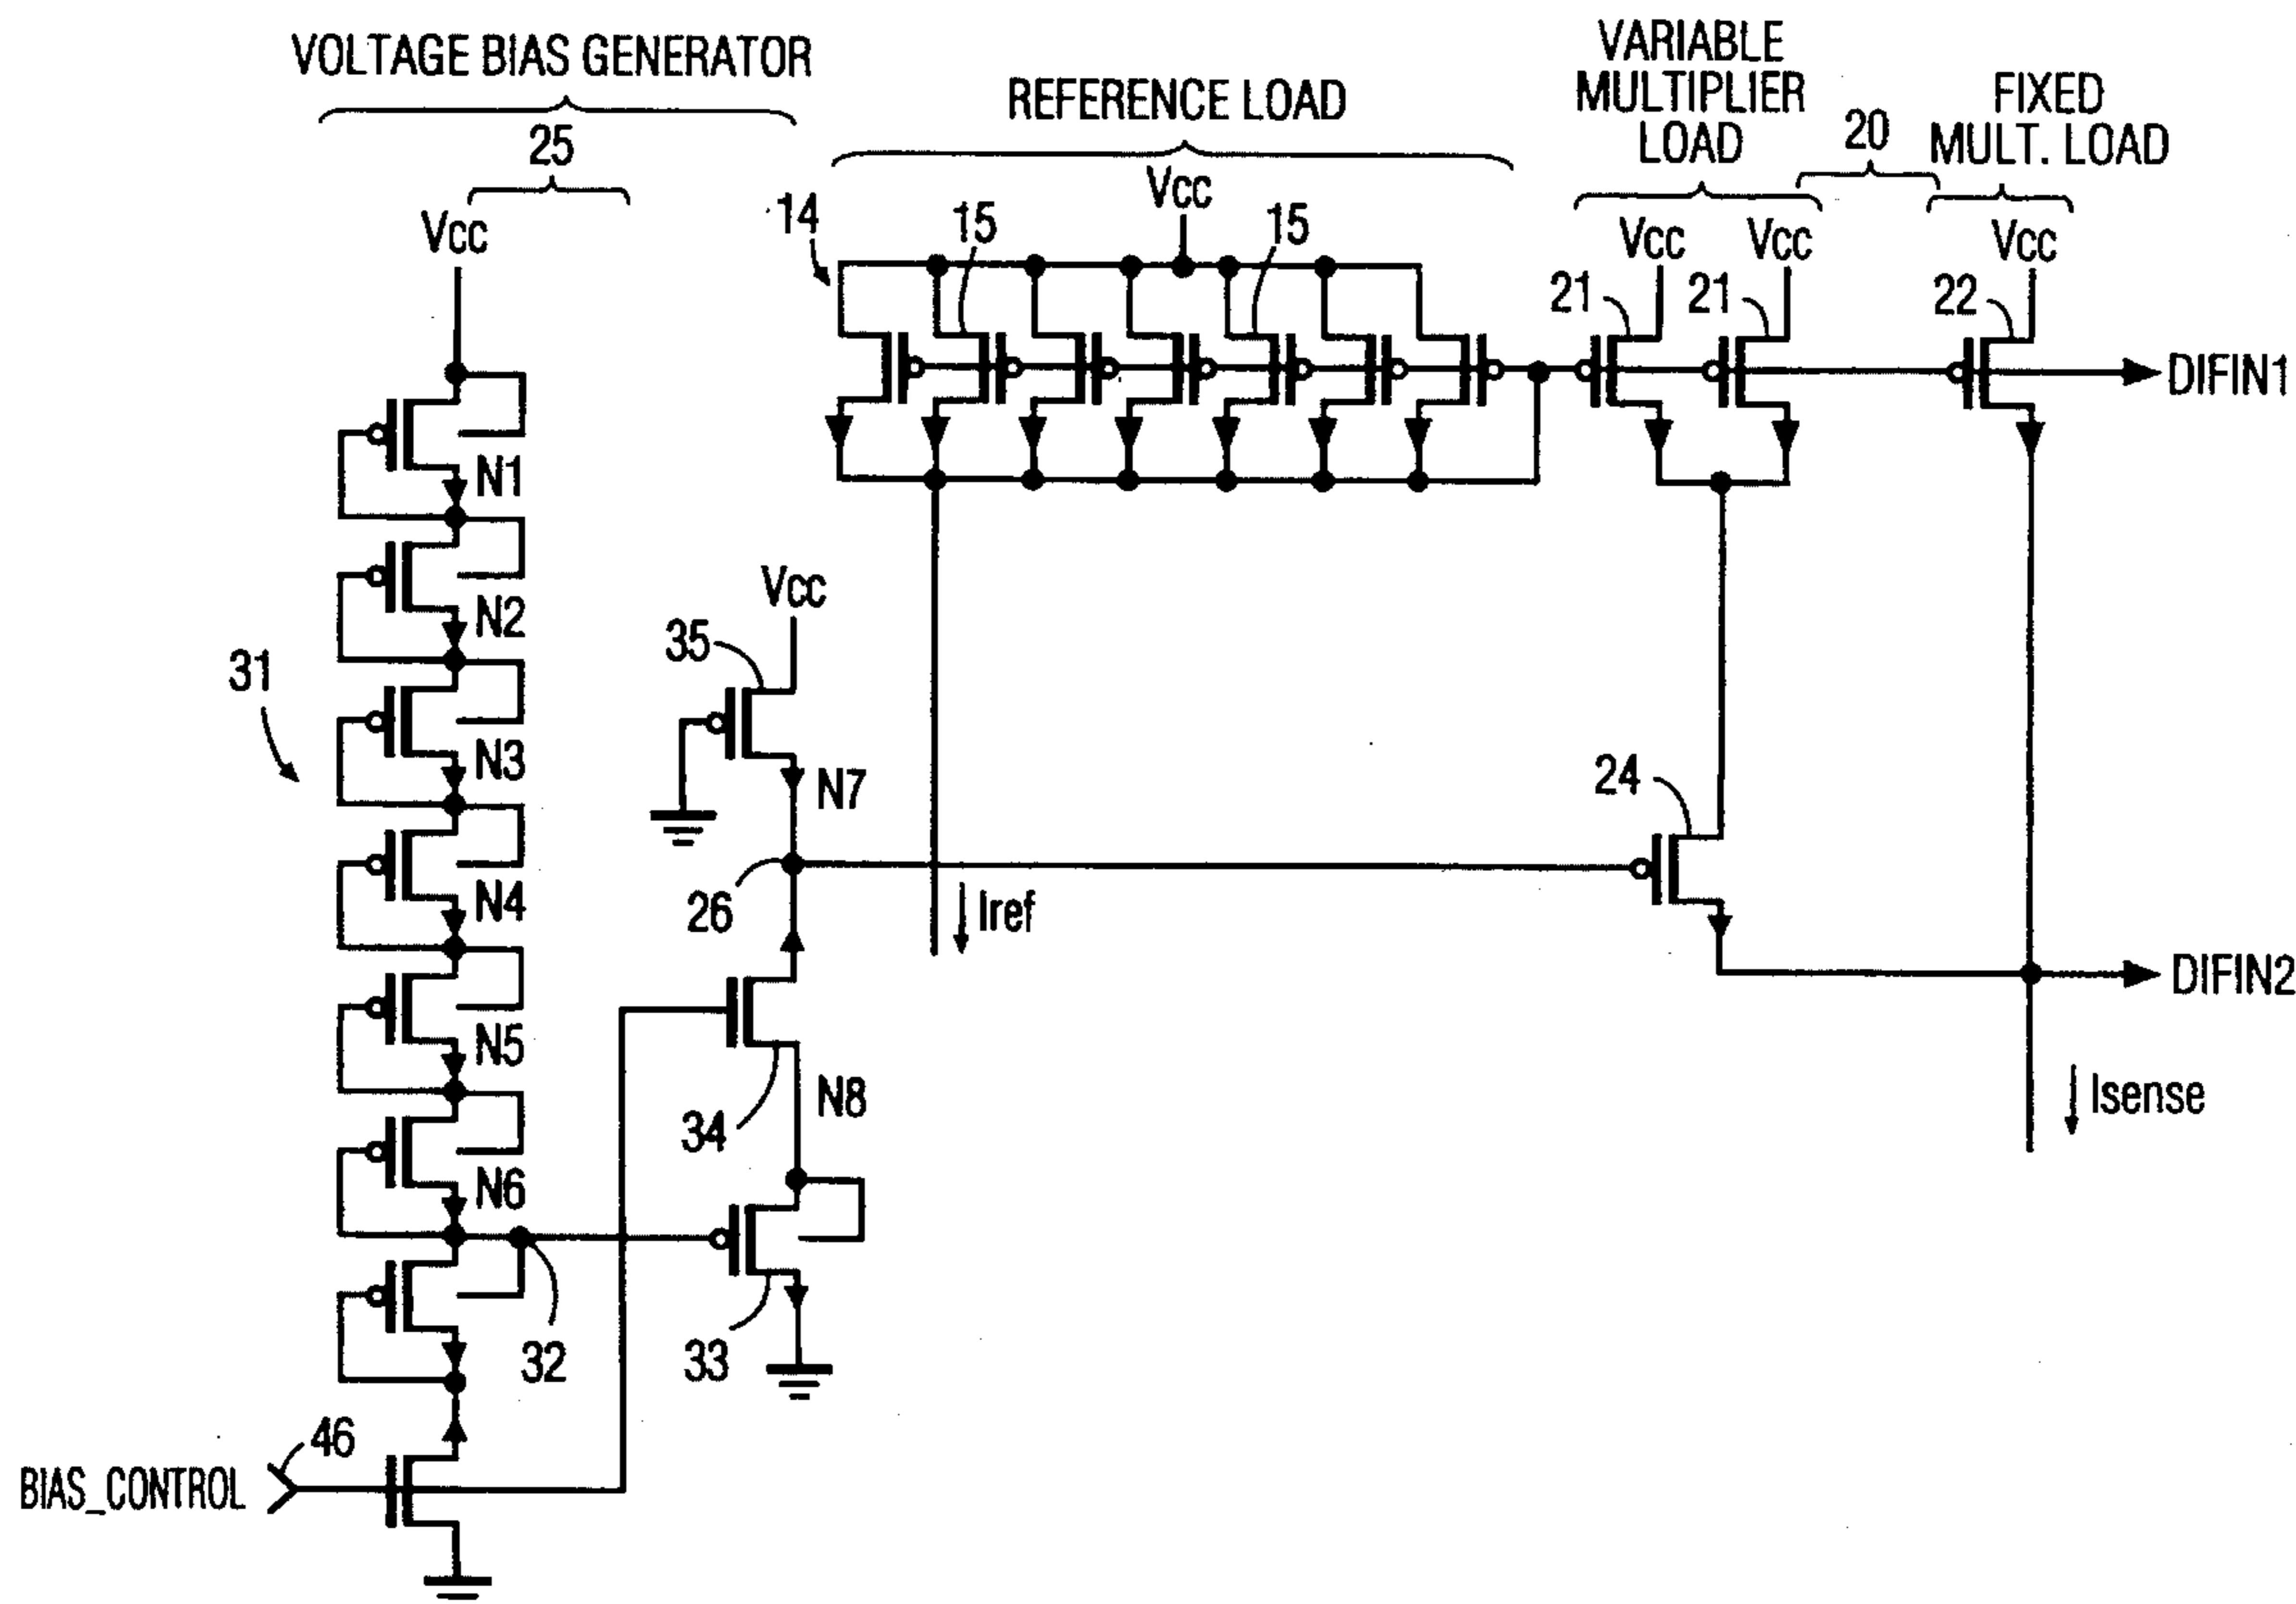 VOLTAGE BIAS GENERATOR
25
Vcc
REFERENCE LOAD
Vcc
14
15
15
VARIABLE
MULTIPLIER
LOAD
20
FIXED
MULT. LOAD
Vcc
Vcc
Vcc
21
21
22
DIFIN1
N1
N2
31
N3
N4
N5
N6
32
Vcc
35
N7
26
Iref
24
DIFIN2
34
N8
Isense
33
46
BIAS_CONTROL